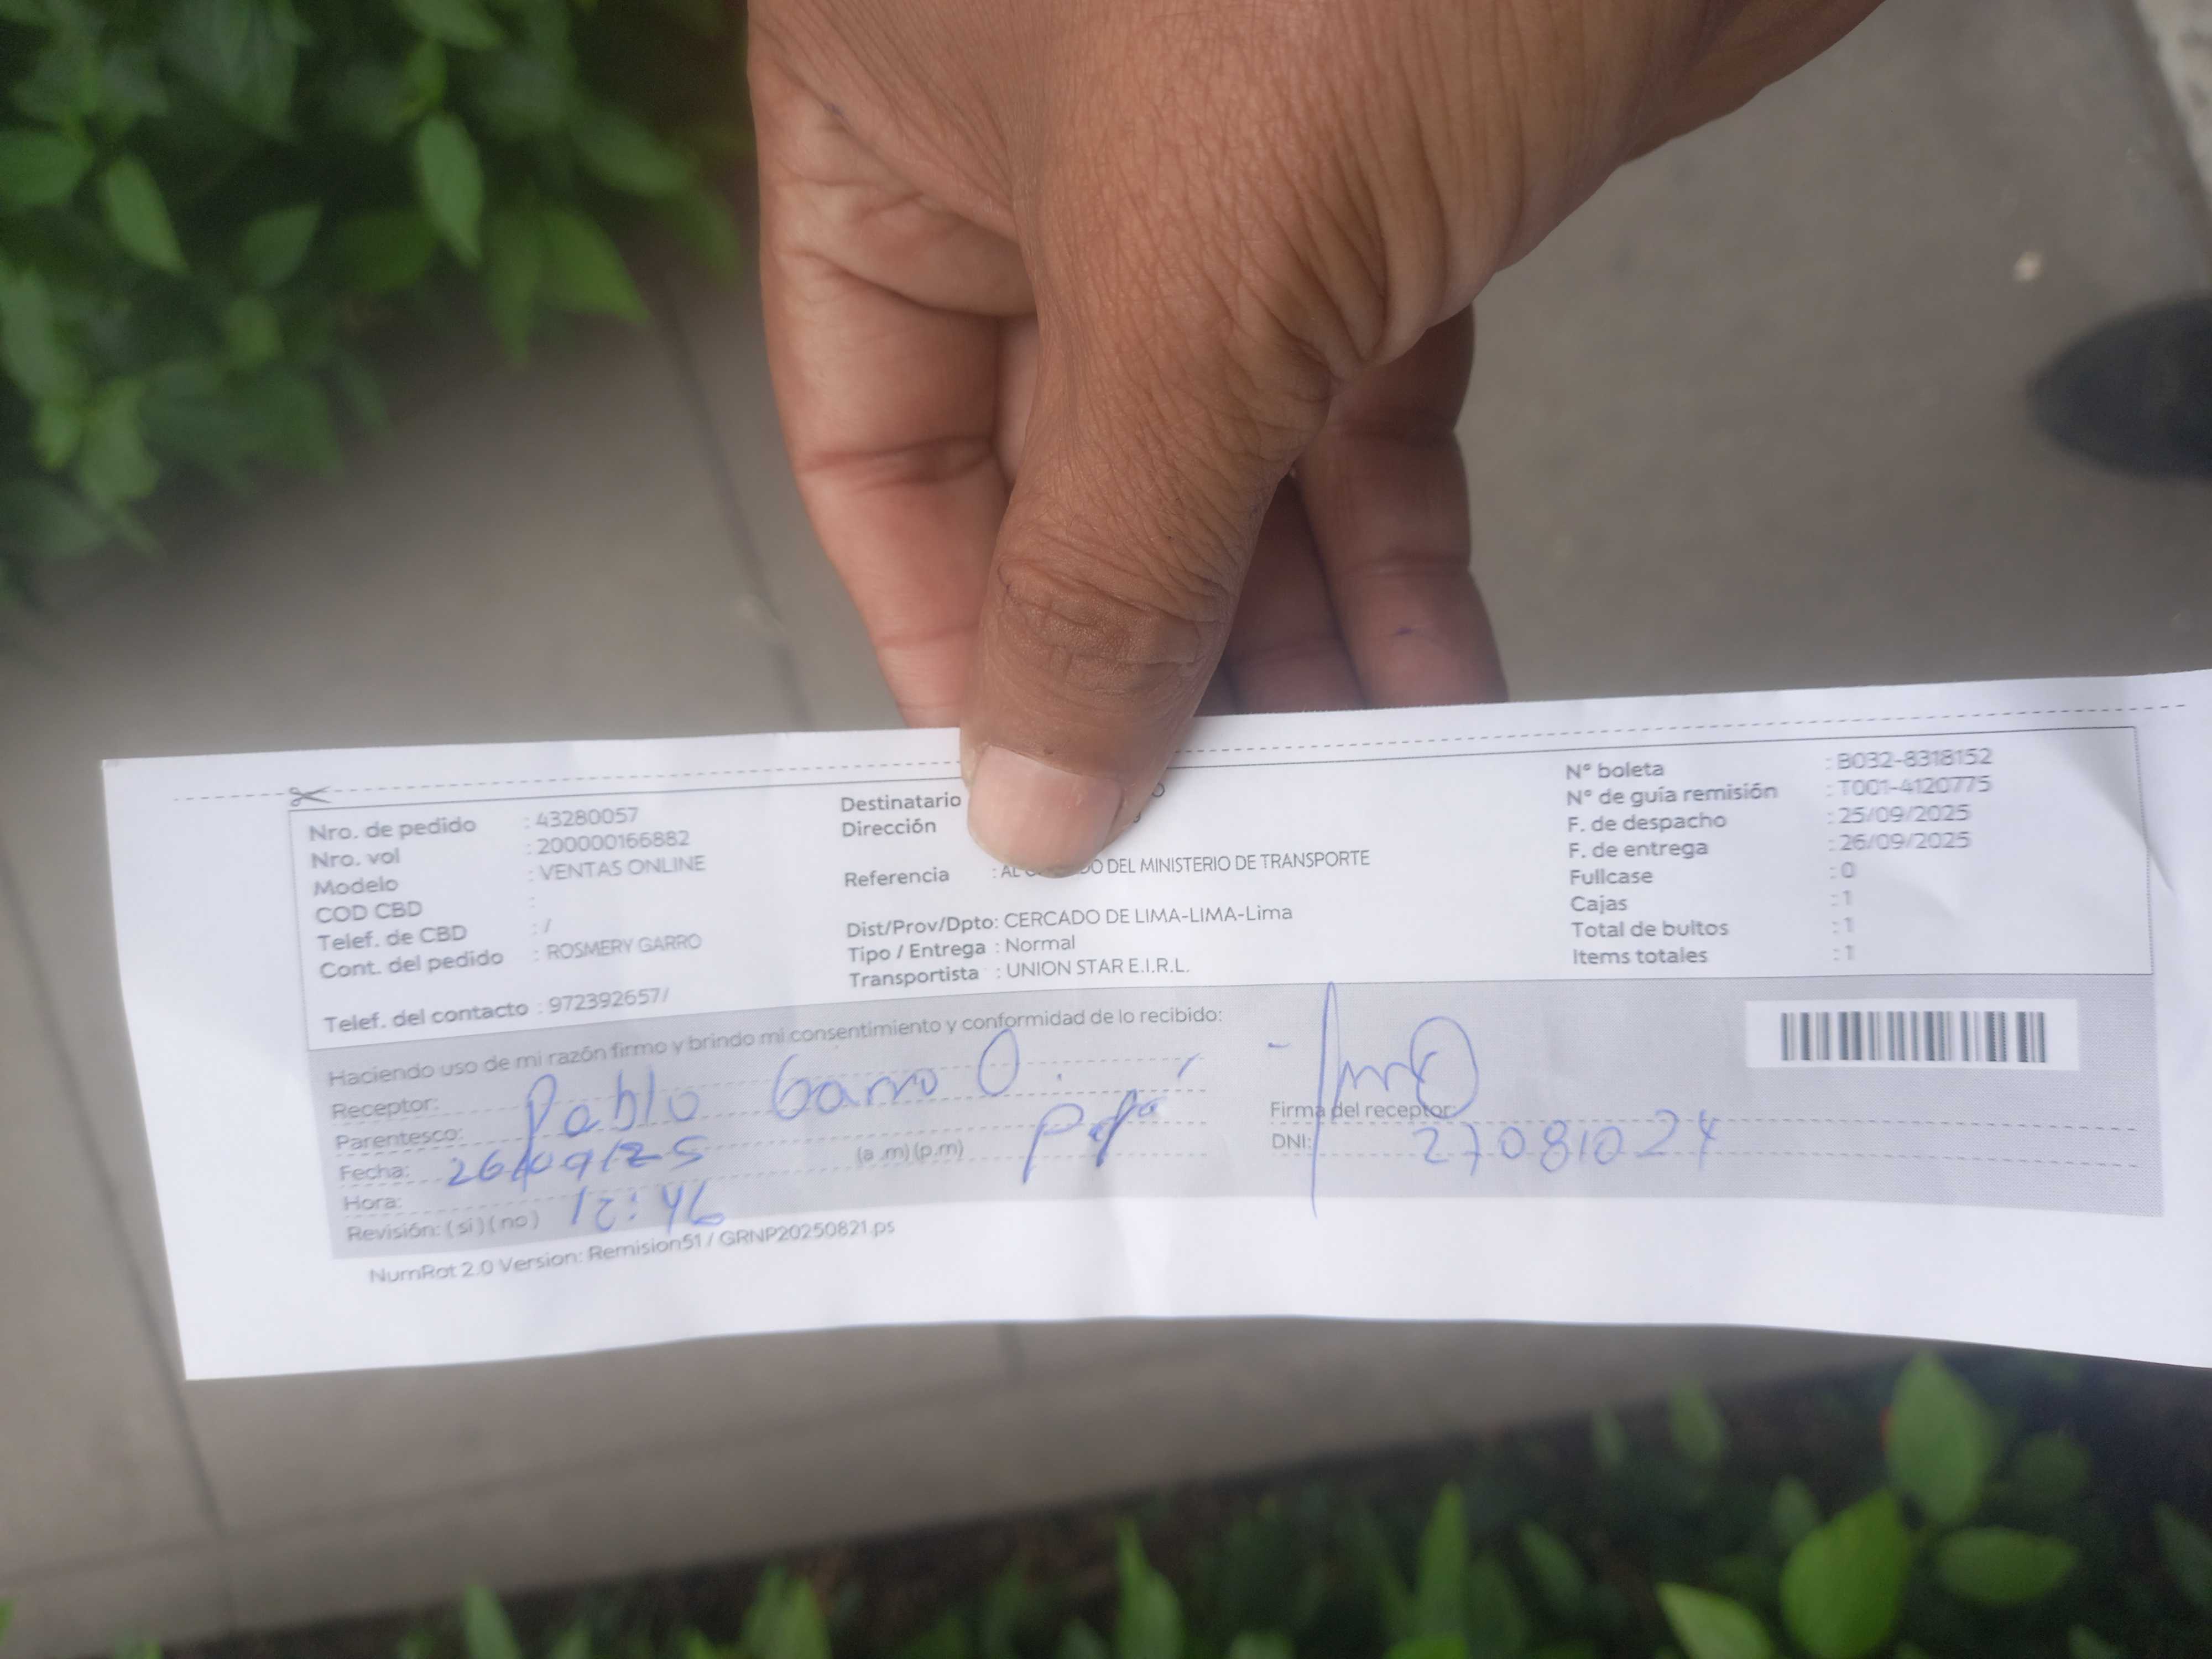 Nro. de pedido : 43280057
Nro. vol : 200000166882
Modelo : VENTAS ONLINE
COD CBD :
Telef. de CBD : /
Cont. del pedido : ROSMERY GARRO
Telef. del contacto : 972392657/
Destinatario
Dirección
Referencia : DEL MINISTERIO DE TRANSPORTE
Dist/Prov/Dpto: CERCADO DE LIMA-LIMA-Lima
Tipo / Entrega : Normal
Transportista : UNION STAR E.I.R.L.
N° boleta : B032-8318152
N° de guía remisión : T001-4120775
F. de despacho : 25/09/2025
F. de entrega : 26/09/2025
Fullcase : 0
Cajas : 1
Total de bultos : 1
Items totales : 1
Haciendo uso de mi razón firmo y brindo mi consentimiento y conformidad de lo recibido:
Receptor: Pablo Garro O.
Parentesco:
Fecha: 26/09/25 (a .m) (p.m)
Hora: 12:46
Revisión: ( si ) ( no )
Firma del receptor:
DNI: 27081024
NumRot 2.0 Version: Remision51 / GRNP20250821.ps